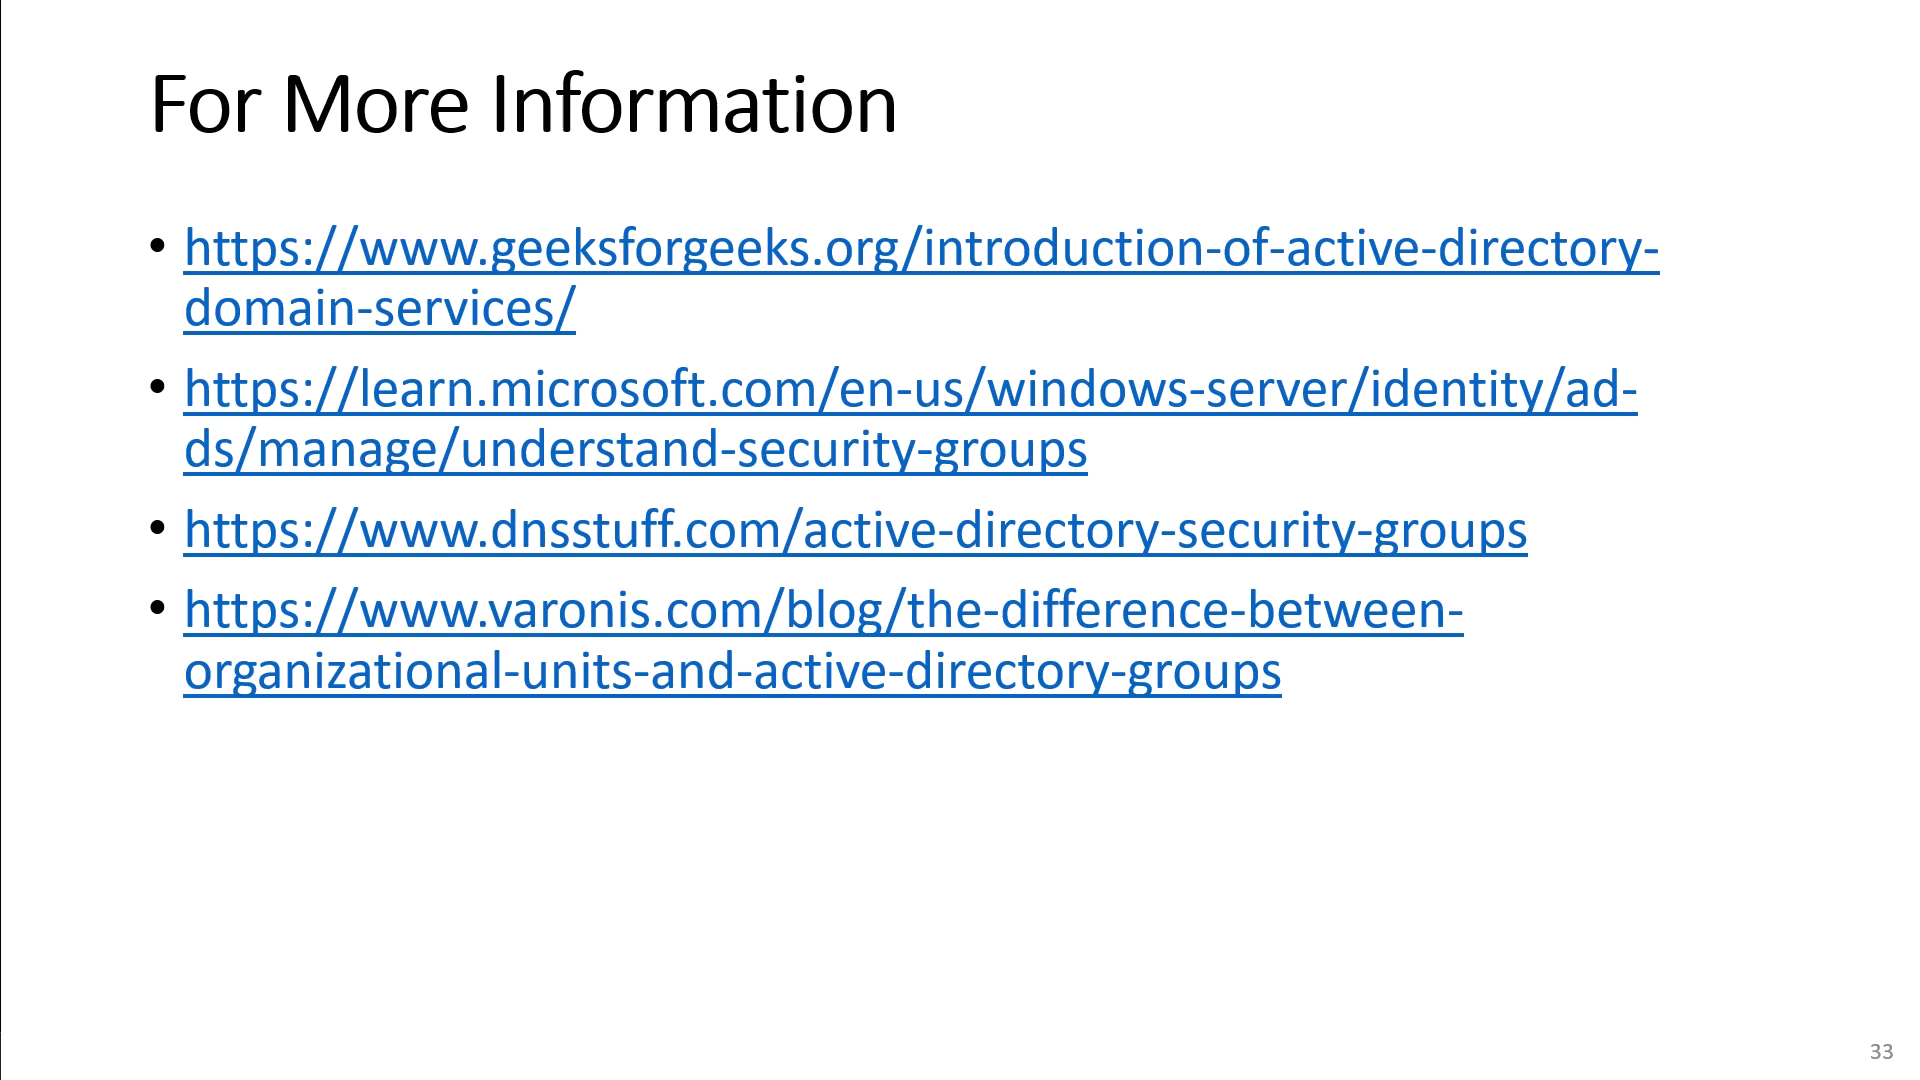 For More Information
• https://www.geeksforgeeks.org/introduction-of-active-directory-
domain-services/
• https://learn.microsoft.com/en-us/windows-server/identity/ad-
ds/manage/understand-security-groups
• https://www.dnsstuff.com/active-directory-security-groups
• https://www.varonis.com/blog/the-difference-between-
organizational-units-and-active-directory-groups
33